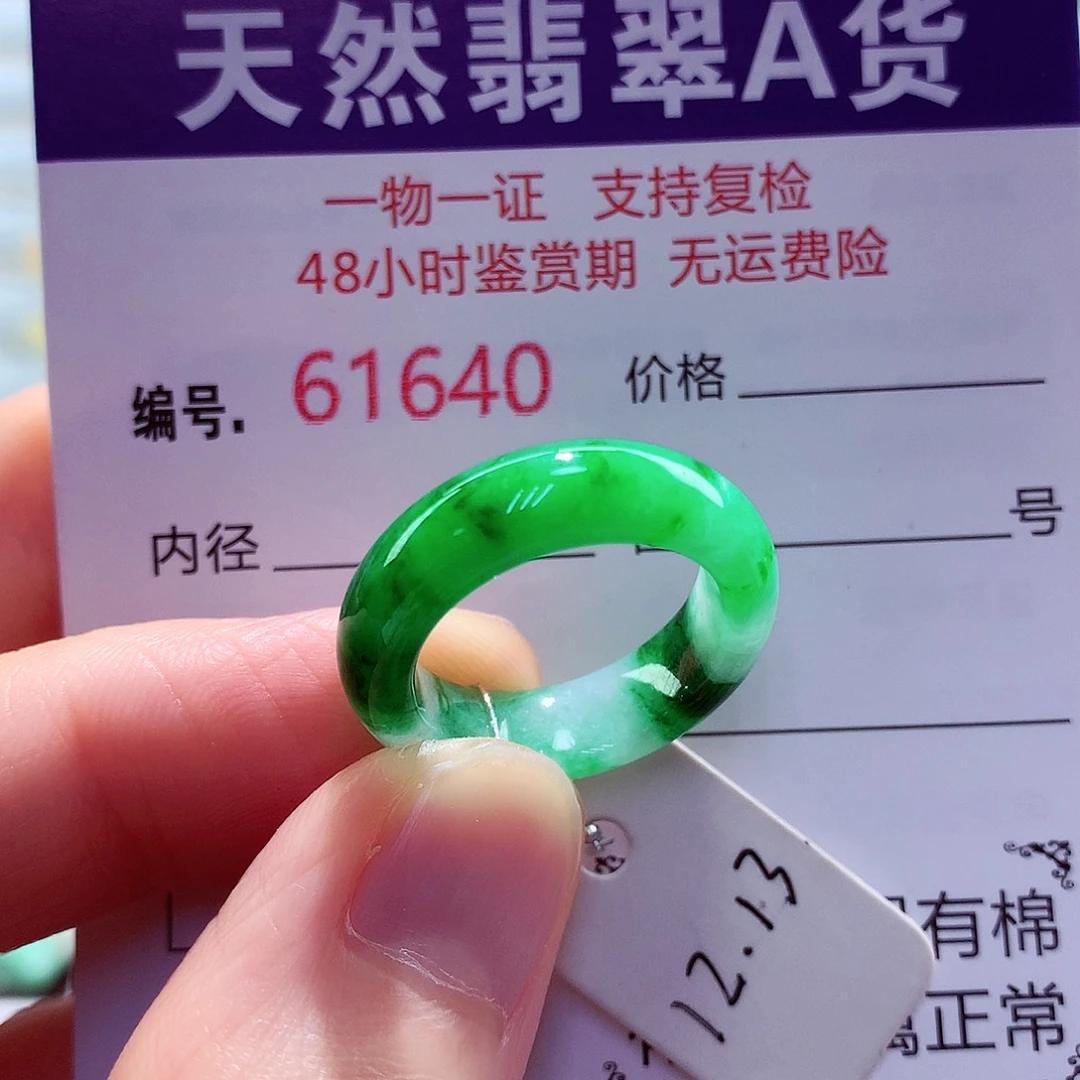 天然翡翠A货
一物一证 支持复检
48小时鉴赏期 无运费险
编号. 61640 价格
内径 号
12.13
有棉
正常